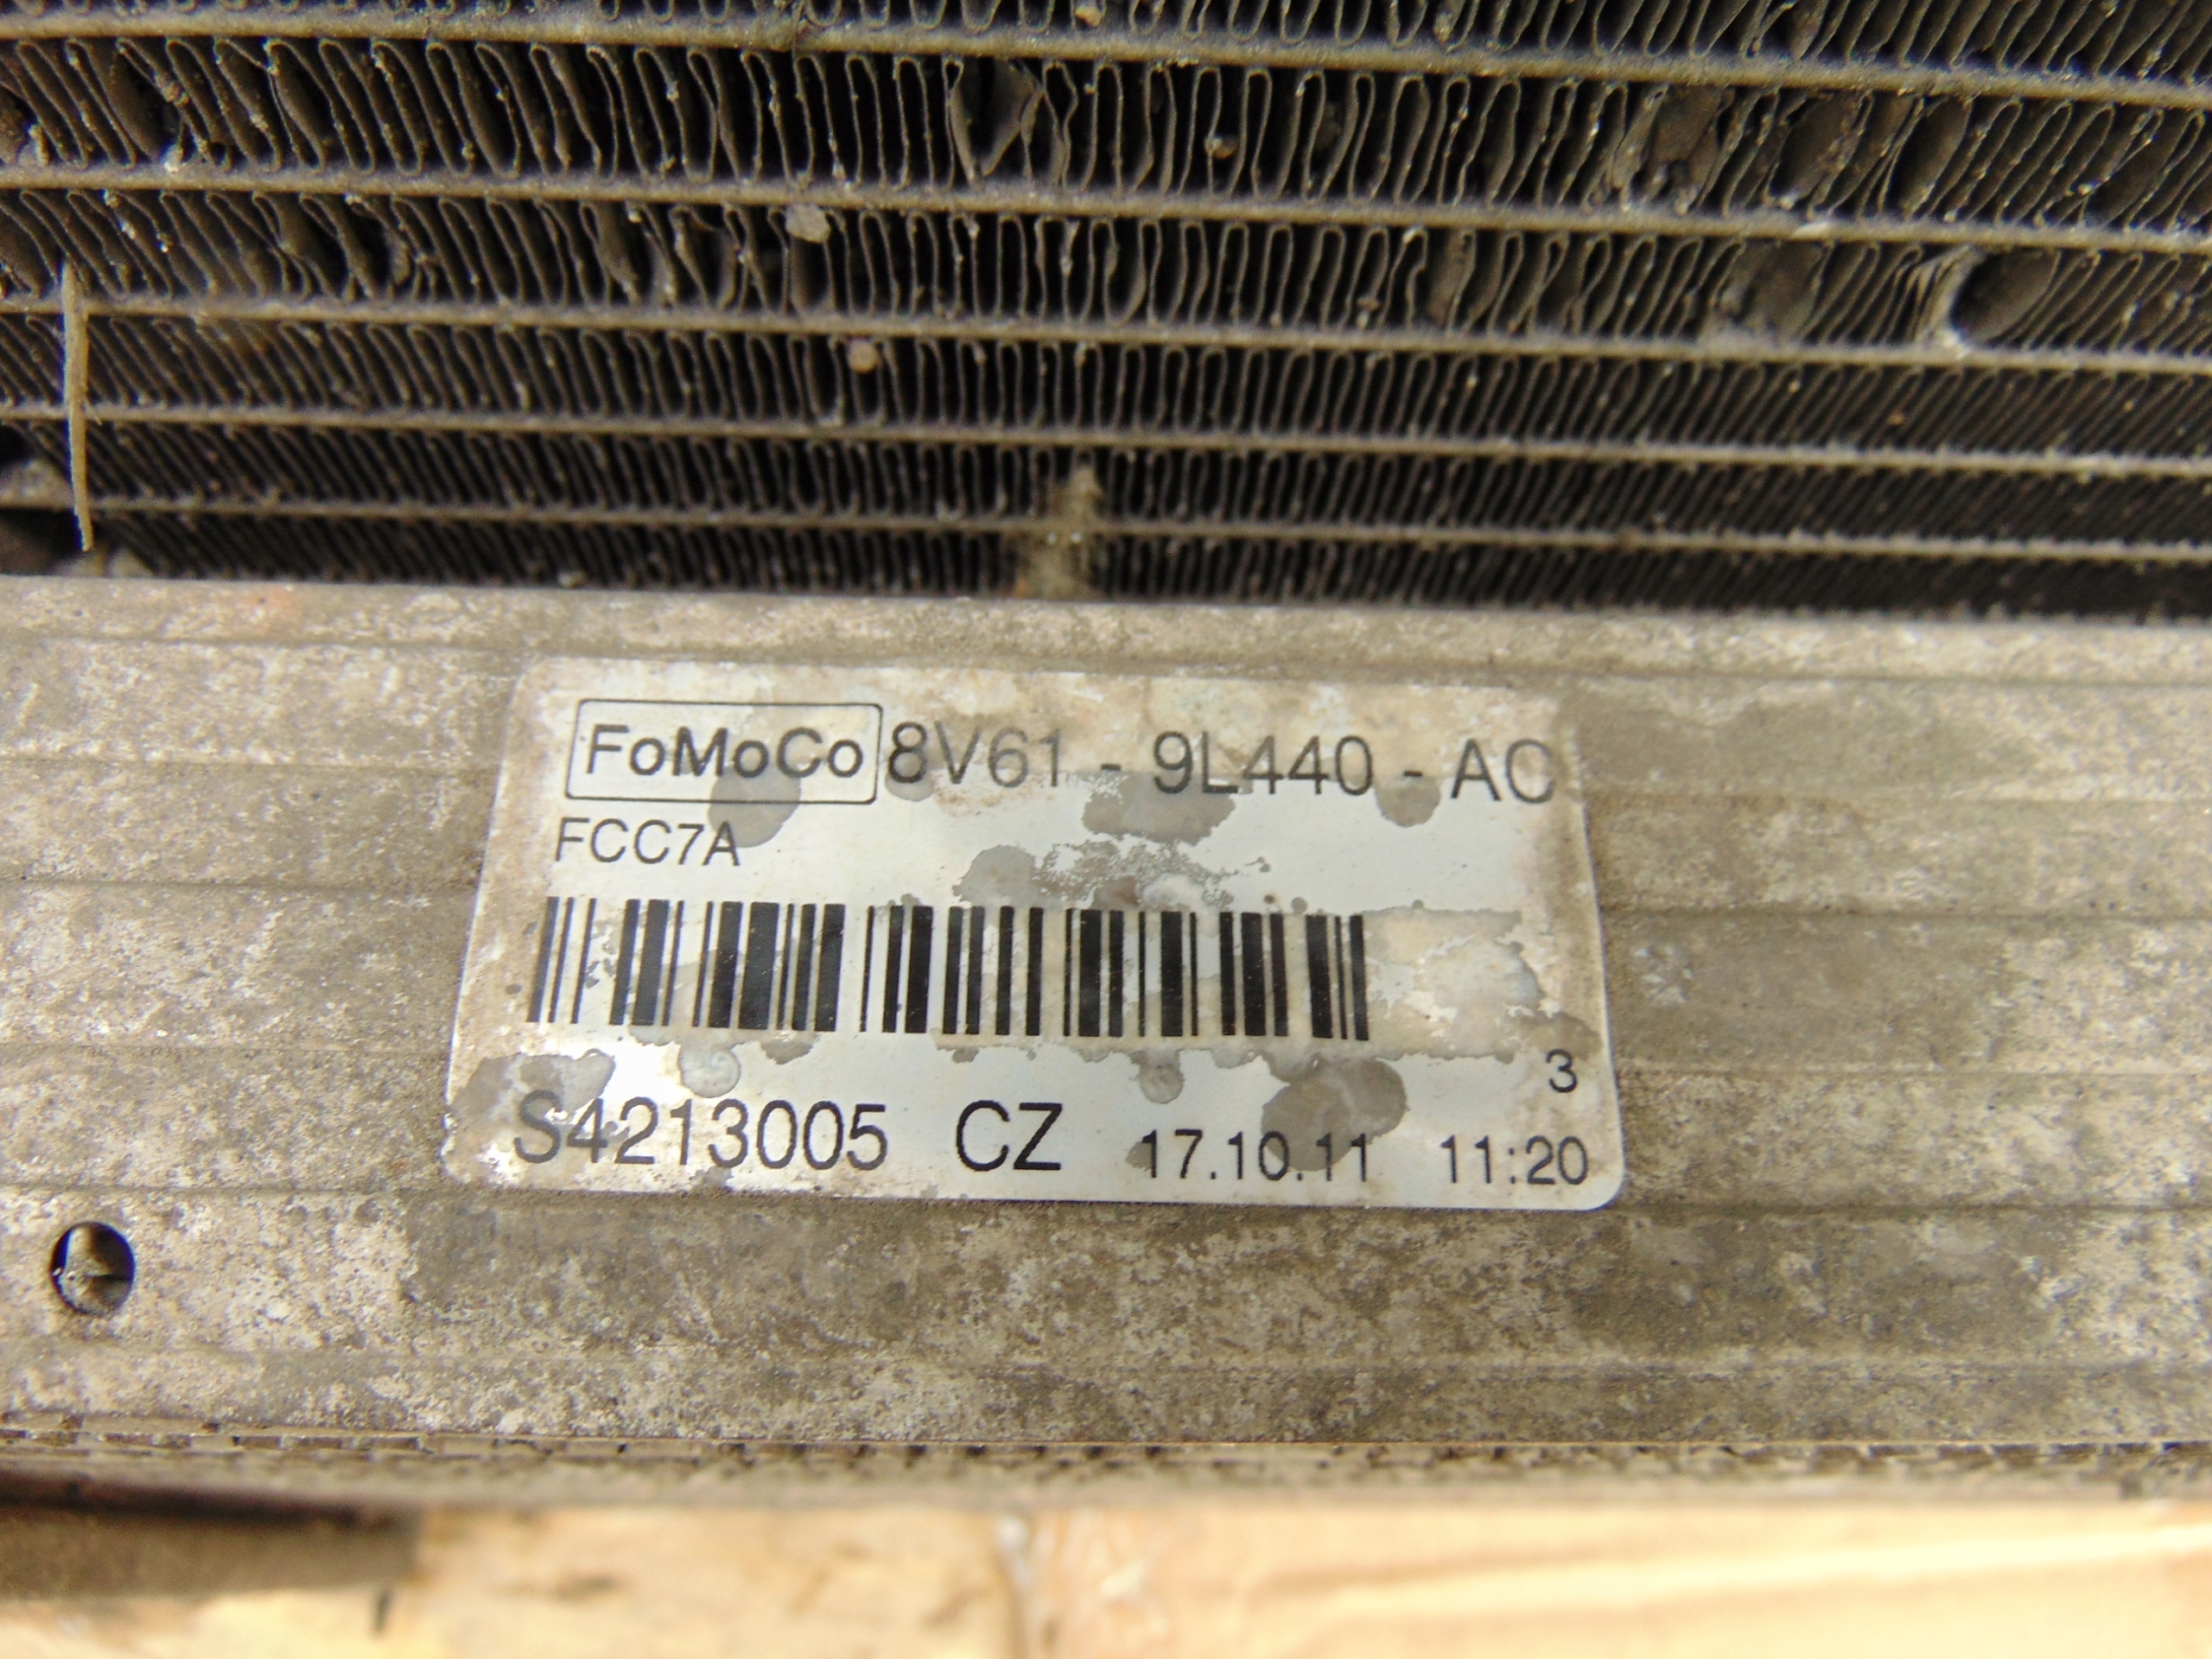 FoMoCo 8V61 - 9L440 - AC
FCC7A
3
S4213005 CZ 17.10.11 11:20